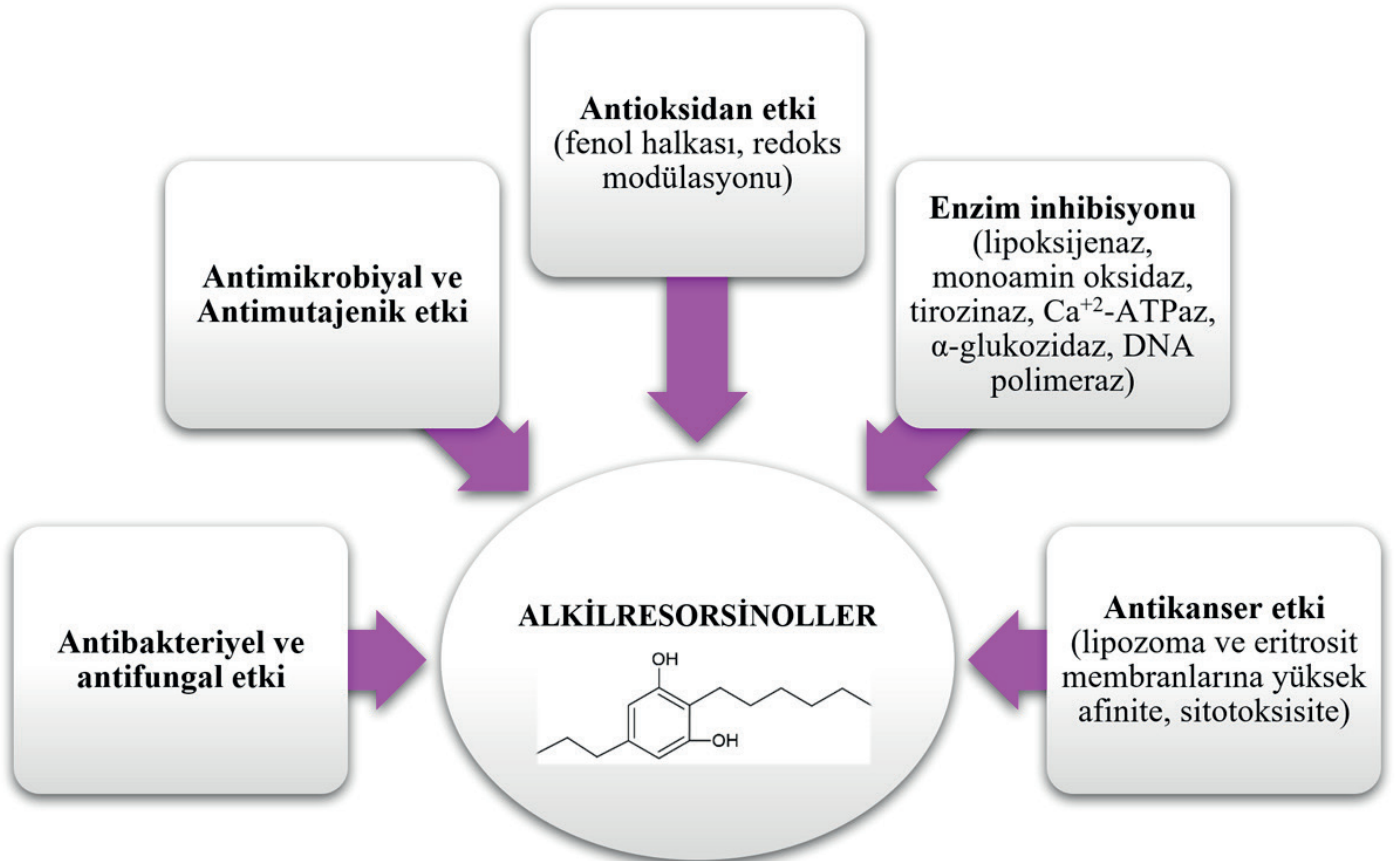 Antioksidan etki
(fenol halkası, redoks
modülasyonu)
Antimikrobiyal ve
Antimutajenik etki
Enzim inhibisyonu
(lipoksijenaz,
monoamin oksidaz,
tirozinaz, Ca⁺²-ATPaz,
α-glukozidaz, DNA
polimeraz)
Antibakteriyel ve
antifungal etki
ALKİLRESORSİNOLLER
OH
OH
Antikanser etki
(lipozoma ve eritrosit
membranlarına yüksek
afinite, sitotoksisite)